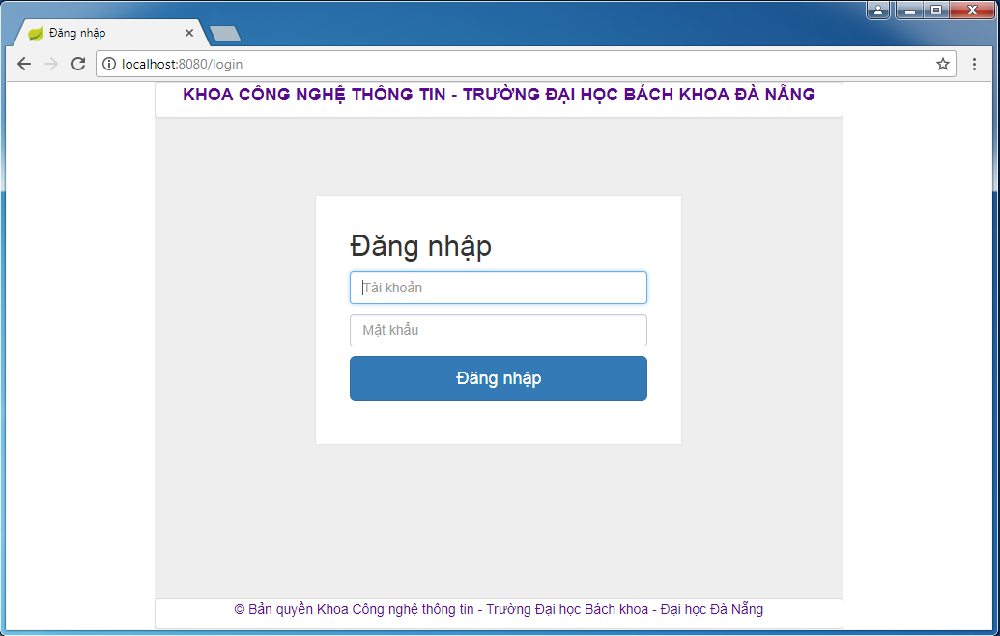 Đăng nhập
localhost:8080/login
KHOA CÔNG NGHỆ THÔNG TIN - TRƯỜNG ĐẠI HỌC BÁCH KHOA ĐÀ NẴNG
Đăng nhập
Tài khoản
Mật khẩu
Đăng nhập
© Bản quyền Khoa Công nghệ thông tin - Trường Đại học Bách khoa - Đại học Đà Nẵng